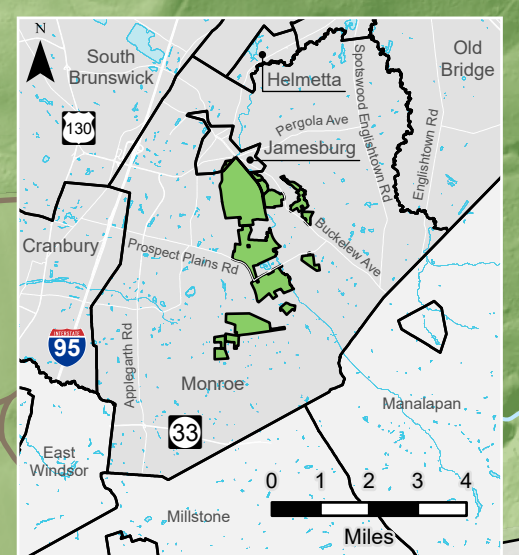 N
South
Brunswick
Old
Bridge
Helmetta
130
Pergola Ave
Spotswood Englishtown Rd
Englishtown Rd
Jamesburg
Cranbury
Prospect Plains Rd
Buckelew Ave
INTERSTATE
95
Applegarth Rd
Monroe
Manalapan
33
East
Windsor
Millstone
0 1 2 3 4
Miles